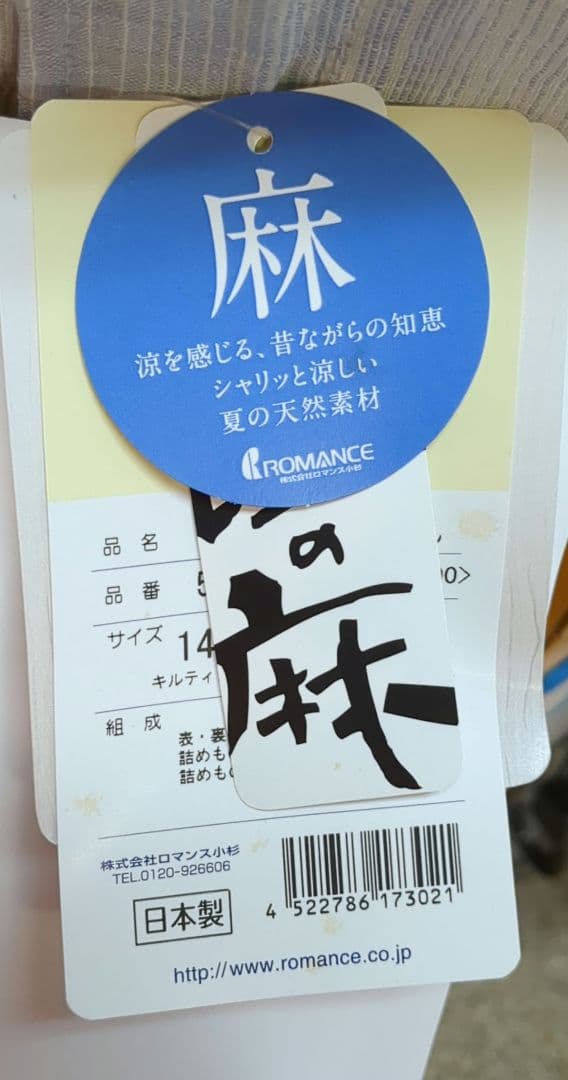 麻
涼を感じる、昔ながらの知恵
シャリッと涼しい
夏の天然素材
ROMANCE
株式会社ロマンス小杉
の
麻
品名
品番 5
00>
サイズ 14
キルティ
組成
表・裏
詰めも
詰めもの
株式会社ロマンス小杉
TEL.0120-926606
日本製
4 522786 173021
http://www.romance.co.jp